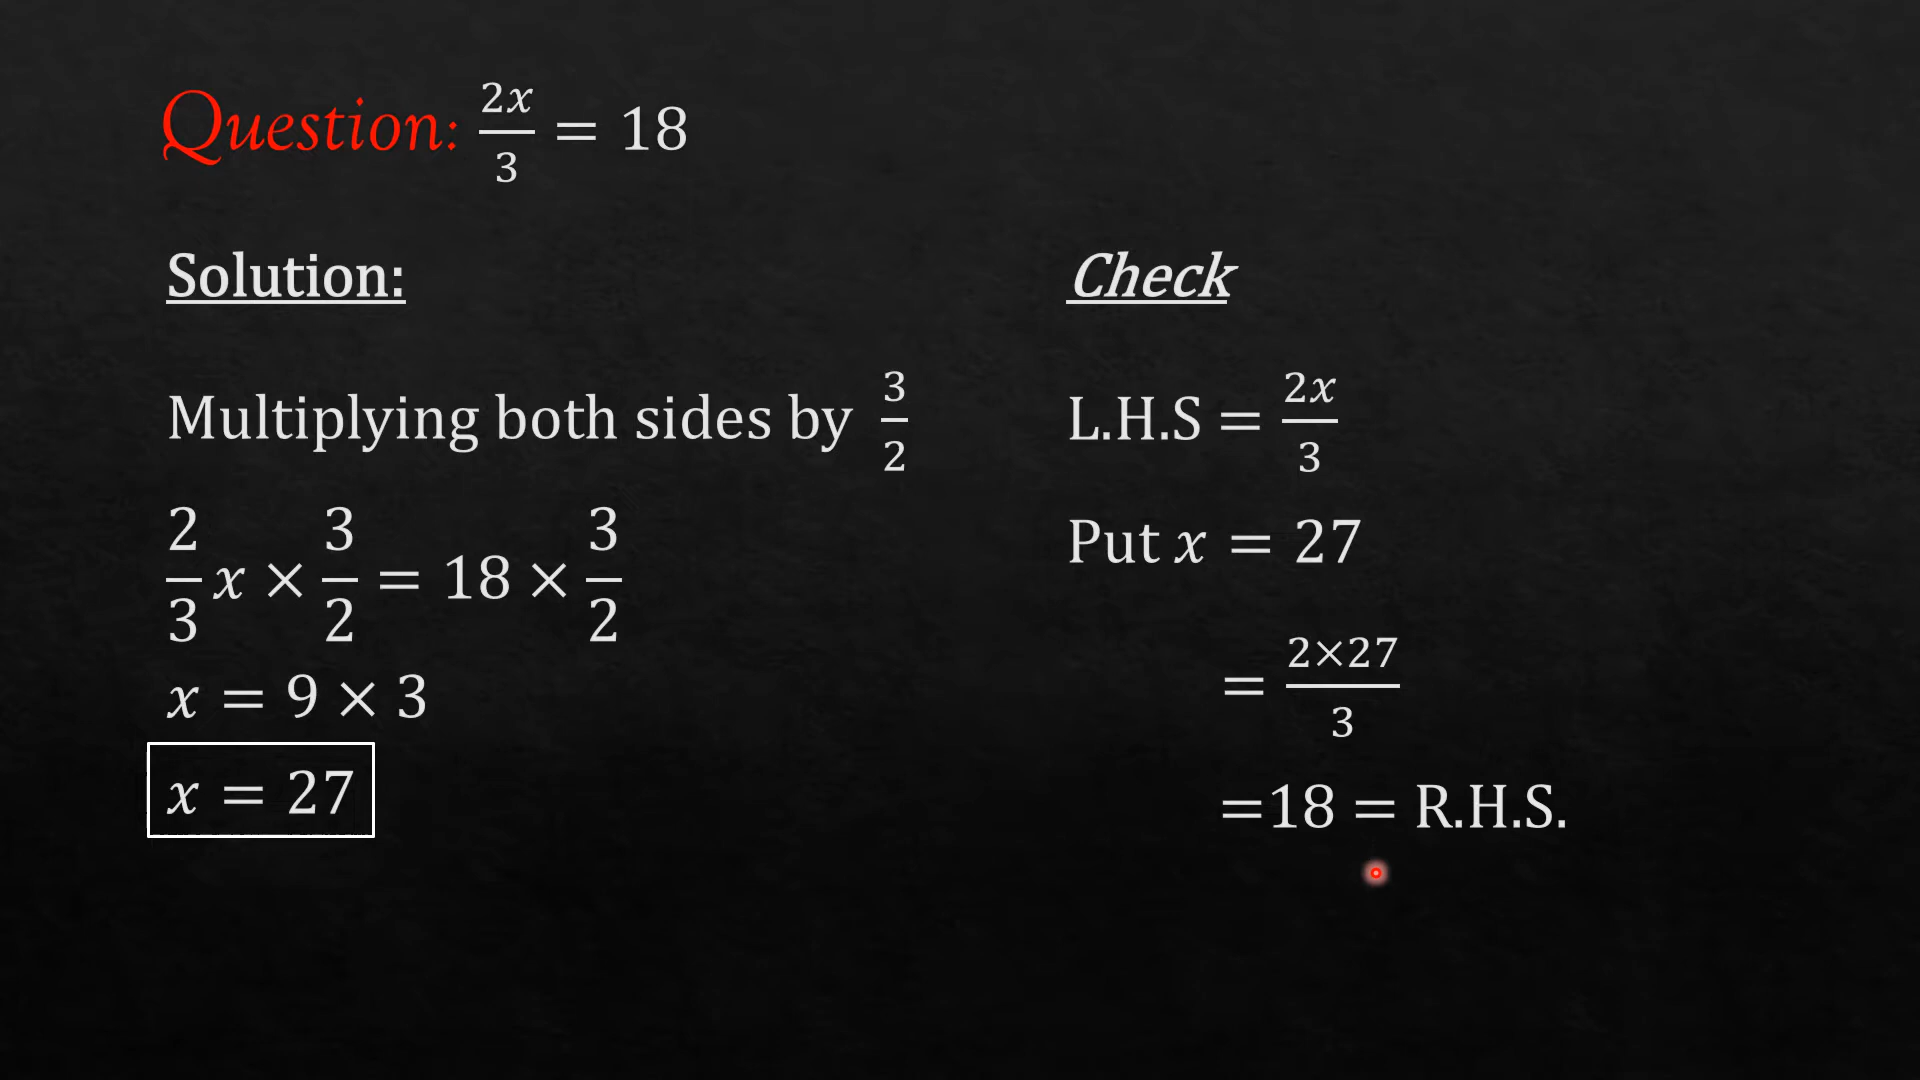 Question: 2x/3 = 18
Solution:
Multiplying both sides by 3/2
2/3 x × 3/2 = 18 × 3/2
x = 9 × 3
x = 27
Check
L.H.S = 2x/3
Put x = 27
= 2×27/3
=18 = R.H.S.